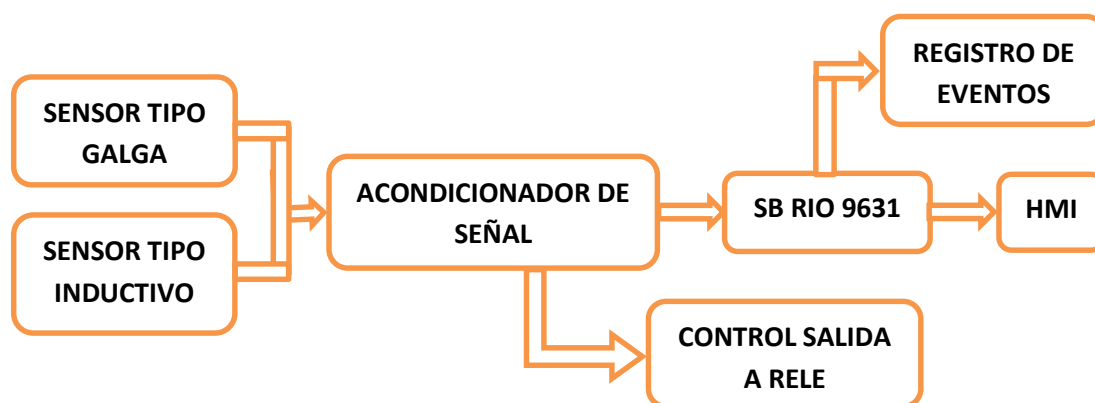 SENSOR TIPO
GALGA
SENSOR TIPO
INDUCTIVO
ACONDICIONADOR DE
SEÑAL
SB RIO 9631
REGISTRO DE
EVENTOS
HMI
CONTROL SALIDA
A RELE